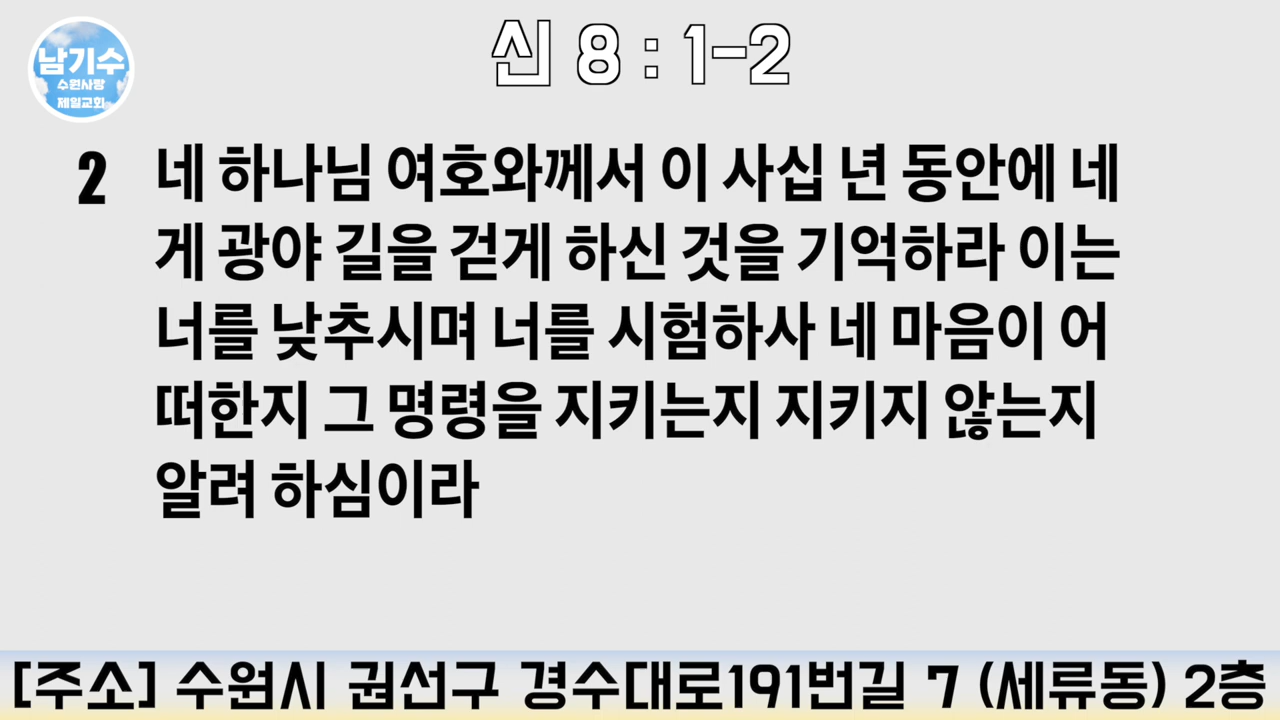 남기수
수원사랑
제일교회
신 8 : 1-2
2 네 하나님 여호와께서 이 사십 년 동안에 네
게 광야 길을 걷게 하신 것을 기억하라 이는
너를 낮추시며 너를 시험하사 네 마음이 어
떠한지 그 명령을 지키는지 지키지 않는지
알려 하심이라
[주소] 수원시 권선구 경수대로191번길 7 (세류동) 2층